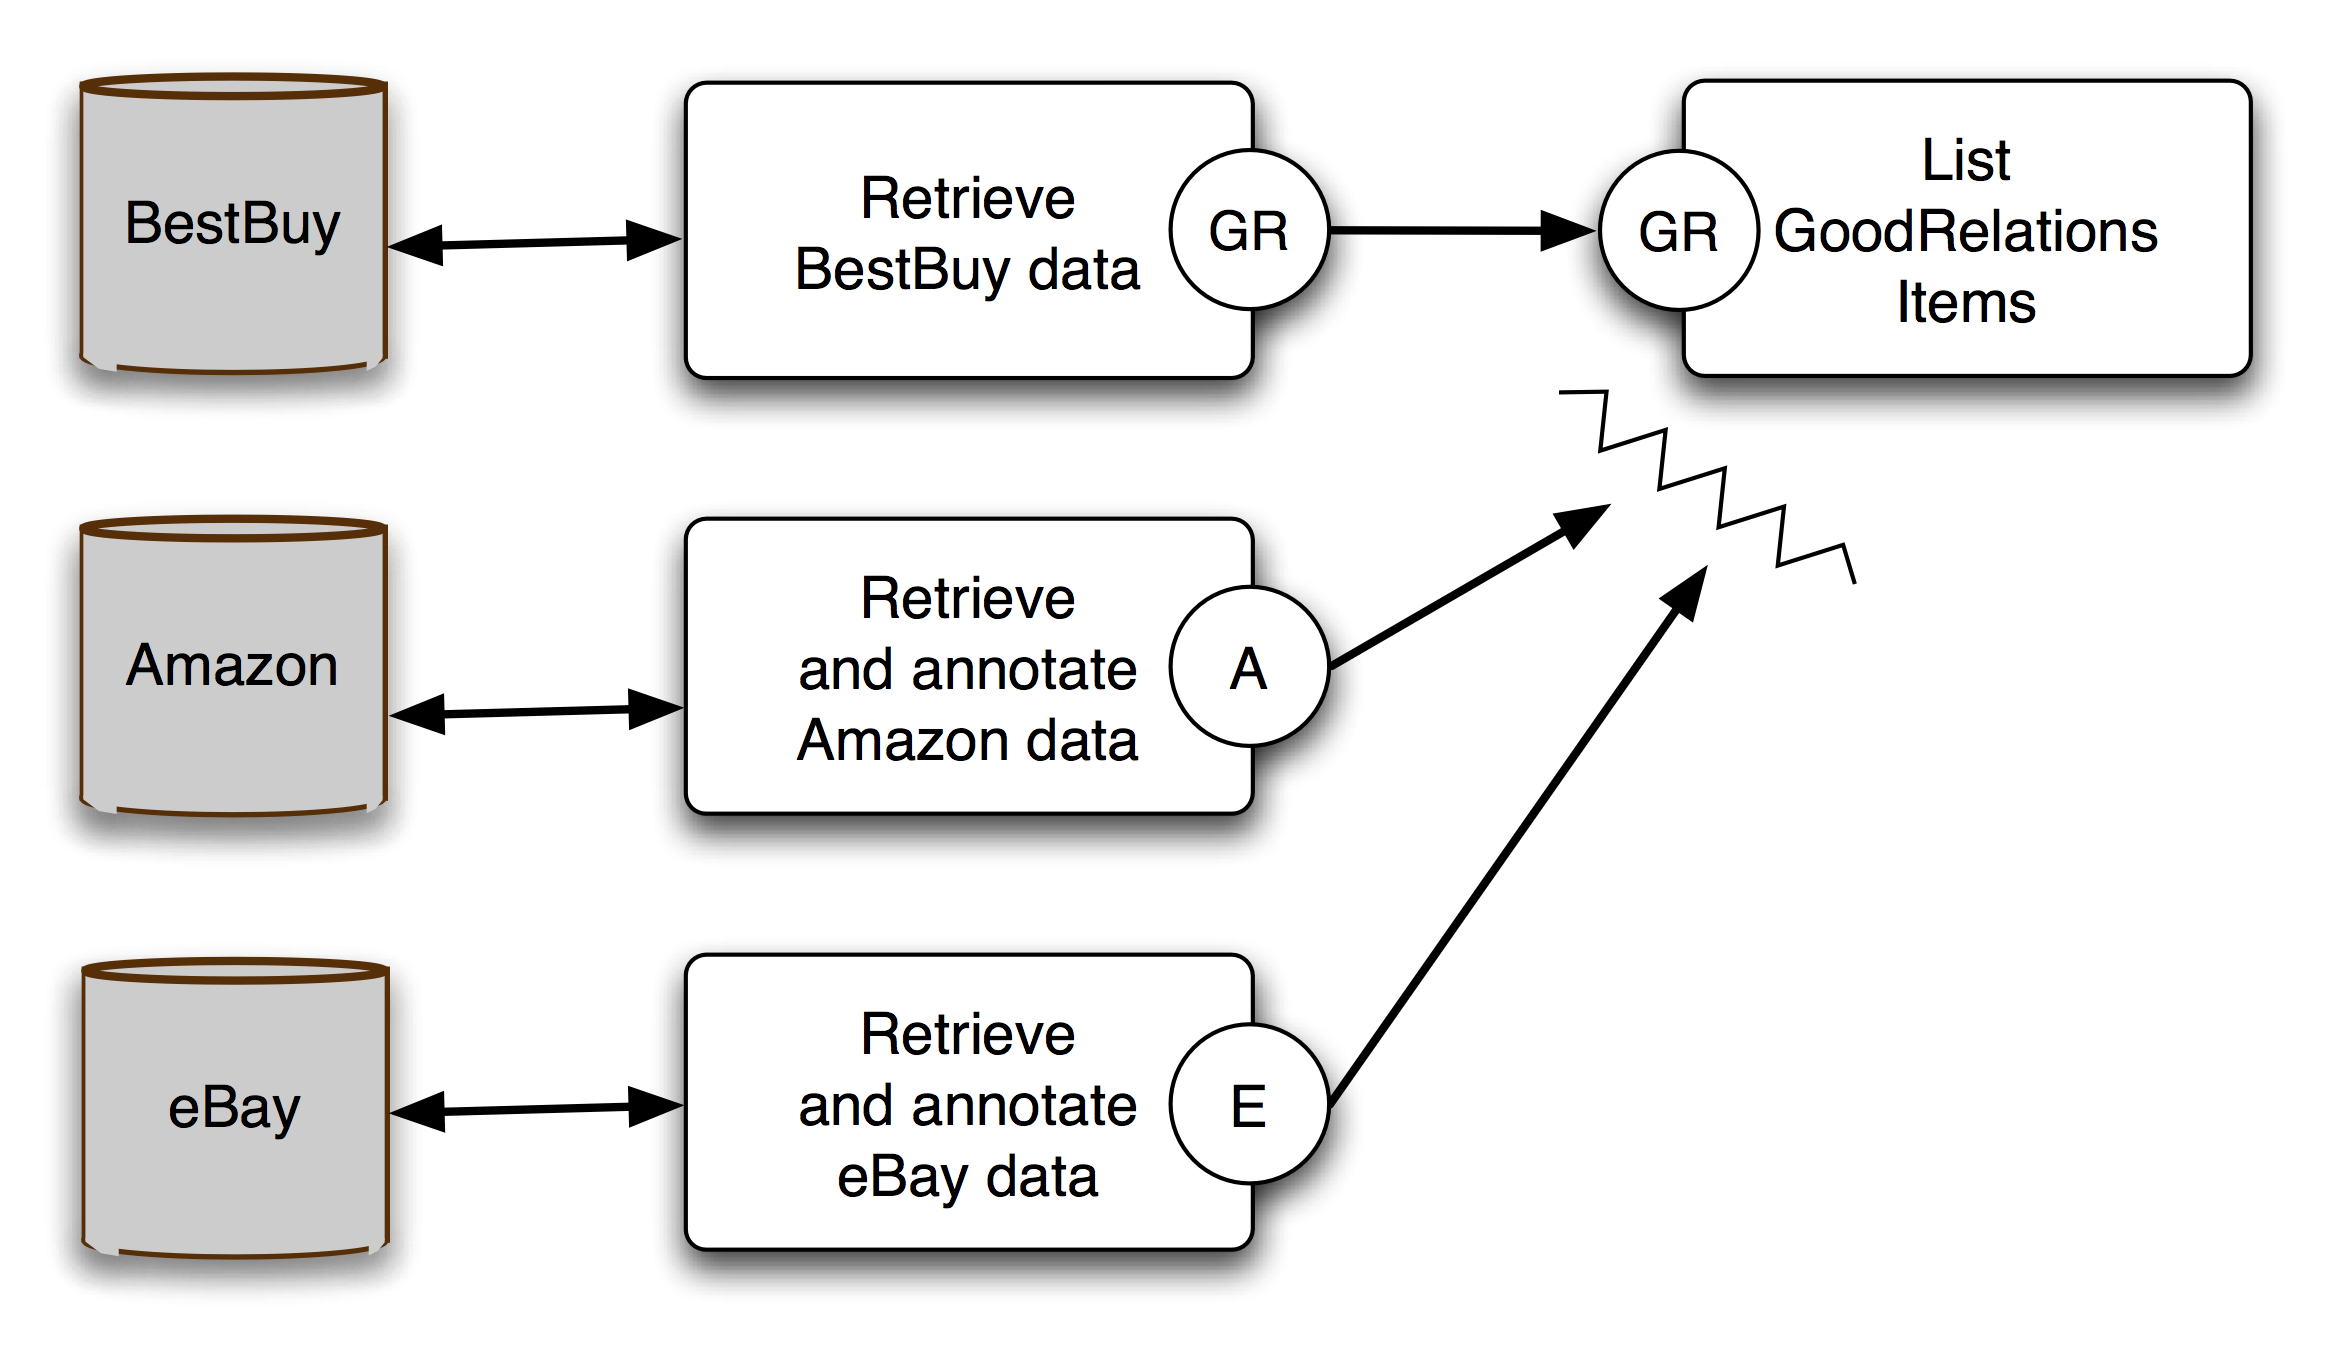 BestBuy
Retrieve
BestBuy data
GR
GR
List
GoodRelations
Items
Amazon
Retrieve
and annotate
Amazon data
A
eBay
Retrieve
and annotate
eBay data
E